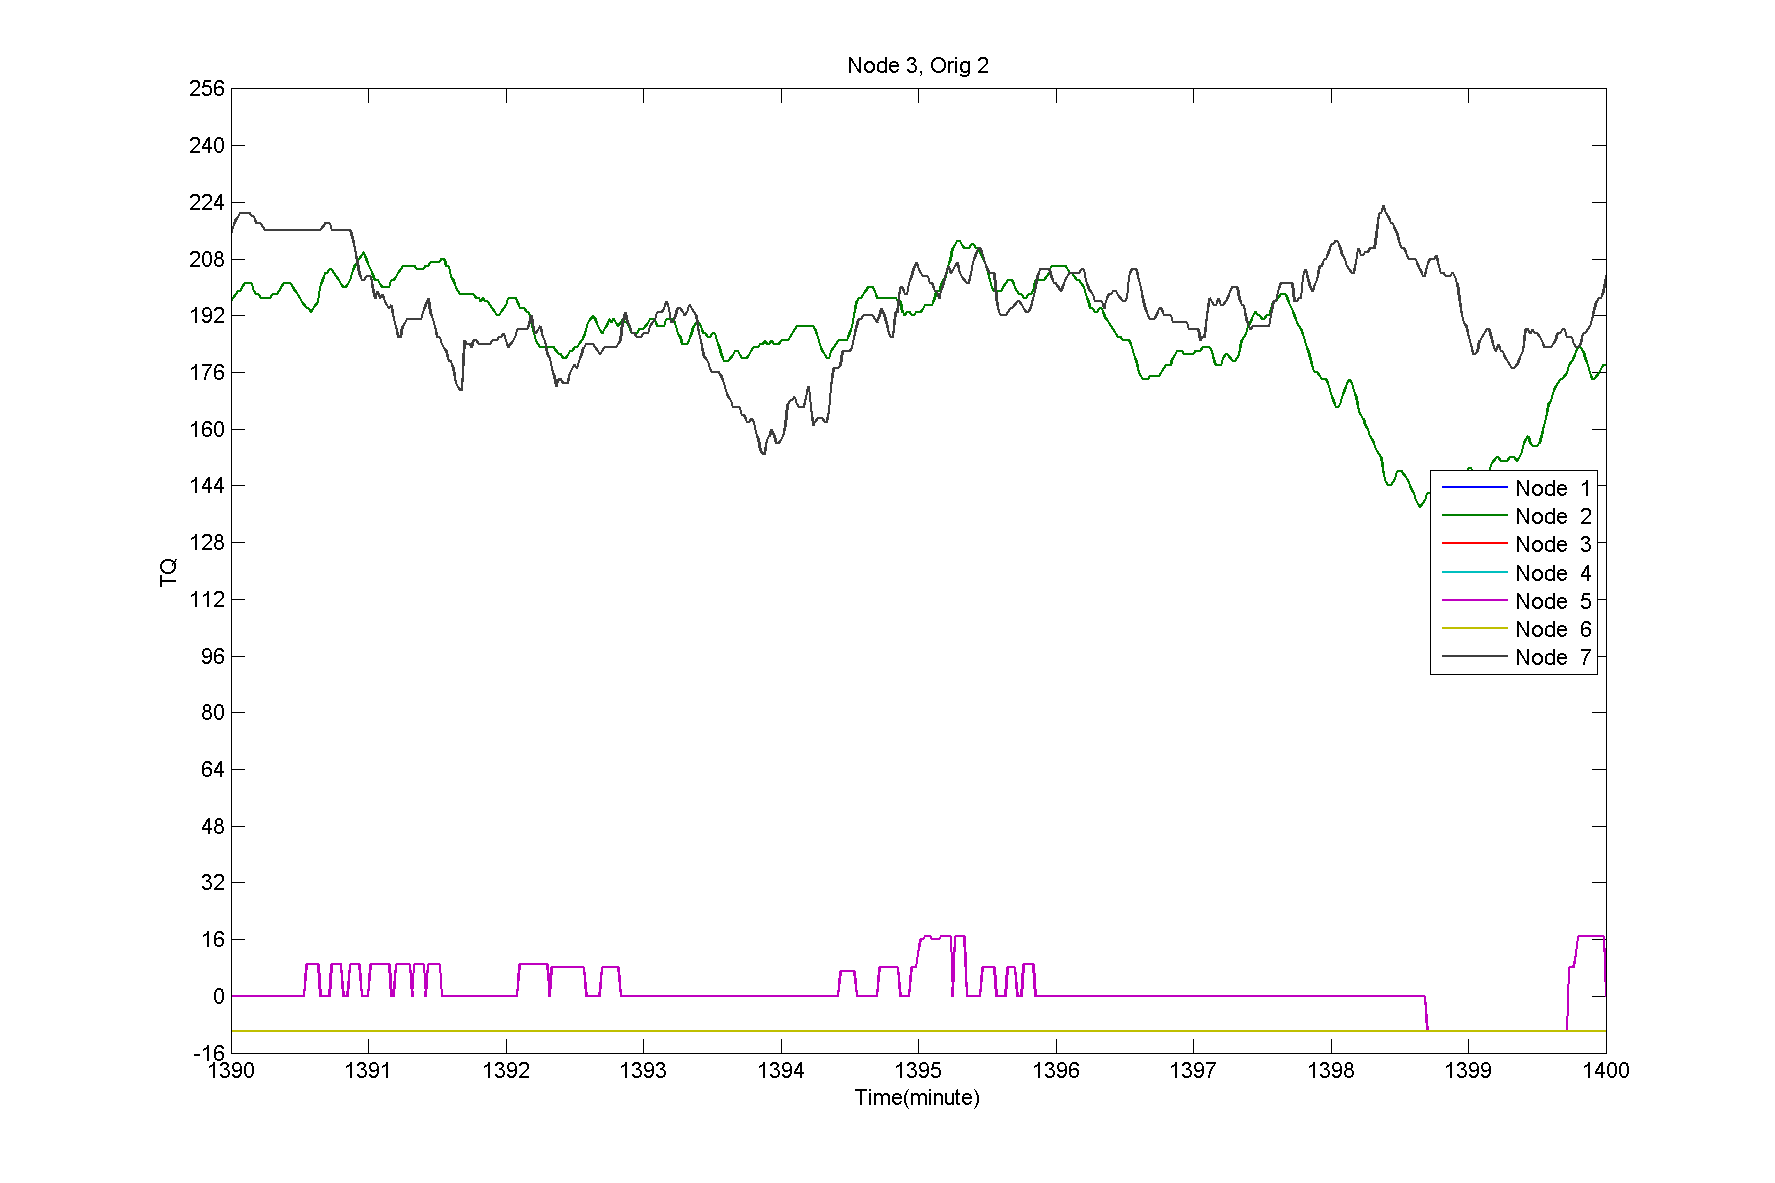 Node 3, Orig 2
256
240
224
208
192
176
160
144
128
112
96
80
64
48
32
16
0
-16
TQ
Node 1
Node 2
Node 3
Node 4
Node 5
Node 6
Node 7
1390 1391 1392 1393 1394 1395 1396 1397 1398 1399 1400
Time(minute)